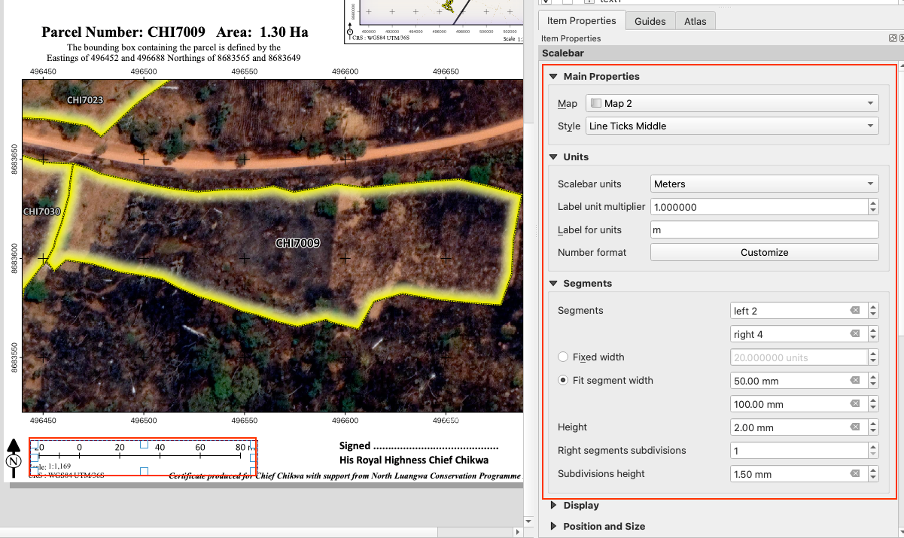 Parcel Number: CHI7009 Area: 1.30 Ha
The bounding box containing the parcel is defined by the
Eastings of 496452 and 496688 Northings of 8683565 and 8683649
CRS : WGS84 UTM/36S
Scale 1:
496450 496500 496550 496600 496650
8683650
8683600
8683550
CHI7023
CHI7030
CHI7009
496450 496500 496550 496600 496650
N
0 20 40 60 80
1:1,169
WGS84 UTM/36S
Signed
His Royal Highness Chief Chikwa
Certificate produced for Chief Chikwa with support from North Luangwa Conservation Programme
Item Properties Guides Atlas
Item Properties
Scalebar
Main Properties
Map Map 2
Style Line Ticks Middle
Units
Scalebar units Meters
Label unit multiplier 1.000000
Label for units m
Number format Customize
Segments
Segments left 2
right 4
Fixed width 20.000000 units
Fit segment width 50.00 mm
100.00 mm
Height 2.00 mm
Right segments subdivisions 1
Subdivisions height 1.50 mm
Display
Position and Size